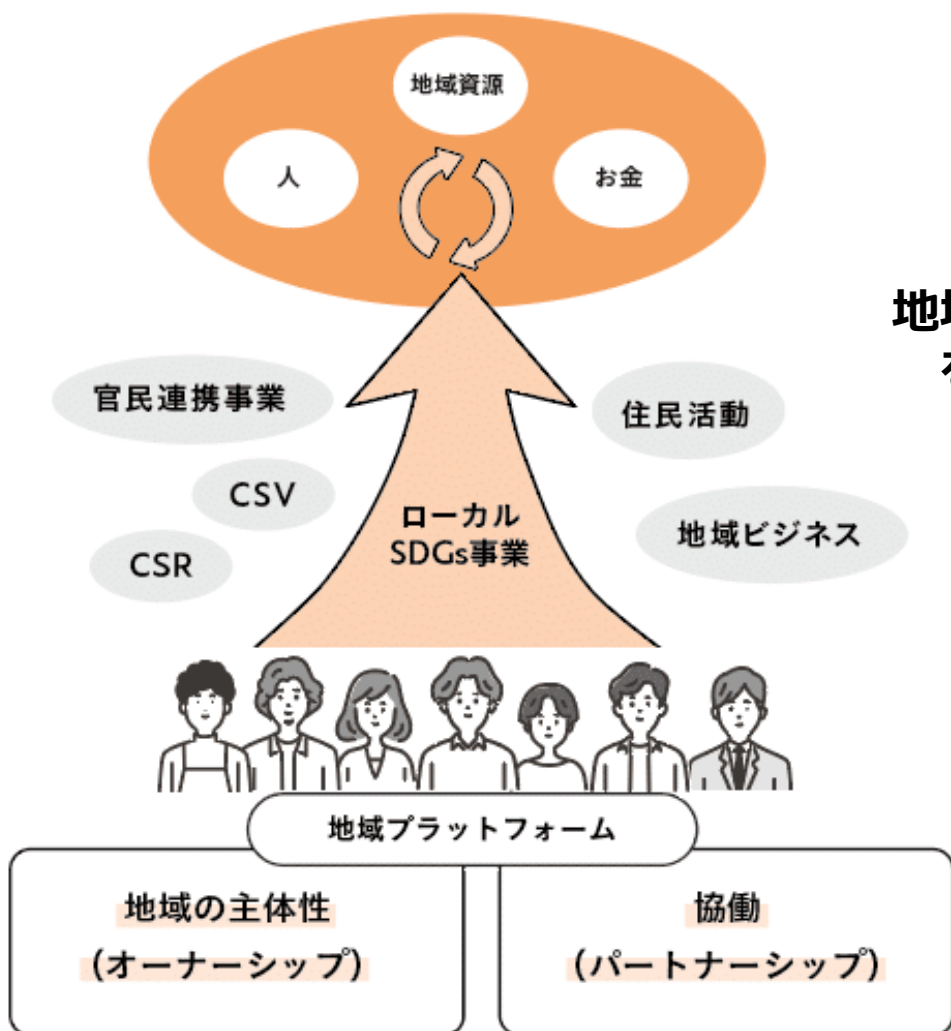 地域資源
人
お金
地
官民連携事業
住民活動
CSV
ローカル
SDGs事業
地域ビジネス
CSR
地域プラットフォーム
地域の主体性
(オーナーシップ)
協働
(パートナーシップ)